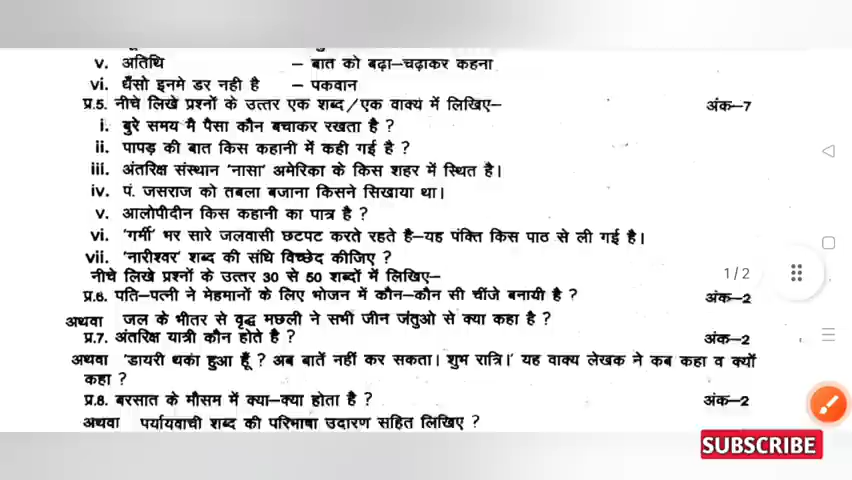 v. अतिथि – बात को बढ़ा–चढ़ाकर कहना
vi. धँसो इनमे डर नही है – पकवान
प्र.5. नीचे लिखे प्रश्नों के उत्तर एक शब्द/एक वाक्य में लिखिए– अंक–7
i. बुरे समय मै पैसा कौन बचाकर रखता है ?
ii. पापड़ की बात किस कहानी में कही गई है ?
iii. अंतरिक्ष संस्थान 'नासा' अमेरिका के किस शहर में स्थित है।
iv. पं. जसराज को तबला बजाना किसने सिखाया था।
v. आलोपीदीन किस कहानी का पात्र है ?
vi. 'गर्मी' भर सारे जलवासी छटपट करते रहते है–यह पंक्ति किस पाठ से ली गई है।
vii. 'नारीश्वर' शब्द की संधि विच्छेद कीजिए ?
नीचे लिखे प्रश्नों के उत्तर 30 से 50 शब्दों में लिखिए–
1/2
प्र.6. पति–पत्नी ने मेहमानों के लिए भोजन में कौन–कौन सी चींजे बनायी है ? अंक–2
अथवा जल के भीतर से वृद्ध मछली ने सभी जीन जंतुओ से क्या कहा है ?
प्र.7. अंतरिक्ष यात्री कौन होते है ? अंक–2
अथवा 'डायरी थका हुआ हूँ ? अब बातें नहीं कर सकता। शुभ रात्रि।' यह वाक्य लेखक ने कब कहा व क्यों
कहा ?
प्र.8. बरसात के मौसम में क्या–क्या होता है ? अंक–2
अथवा पर्यायवाची शब्द की परिभाषा उदारण सहित लिखिए ?
SUBSCRIBE